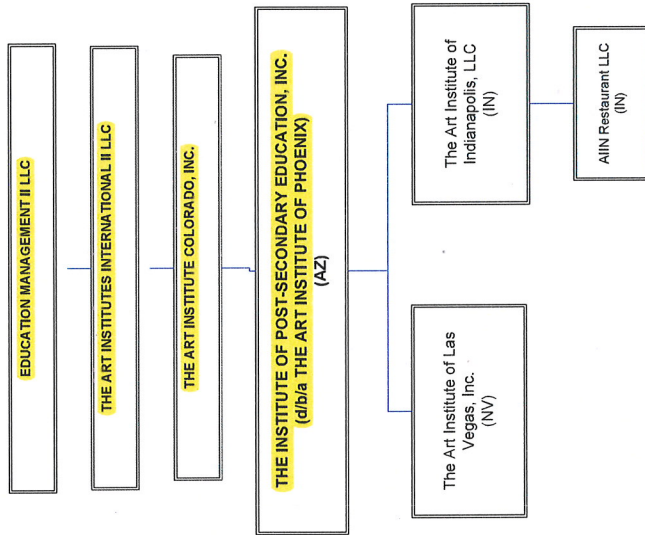 EDUCATION MANAGEMENT II LLC
THE ART INSTITUTES INTERNATIONAL II LLC
THE ART INSTITUTE COLORADO, INC.
THE INSTITUTE OF POST-SECONDARY EDUCATION, INC.
(d/b/a THE ART INSTITUTE OF PHOENIX)
(AZ)
The Art Institute of Las
Vegas, Inc.
(NV)
The Art Institute of
Indianapolis, LLC
(IN)
AIIN Restaurant LLC
(IN)